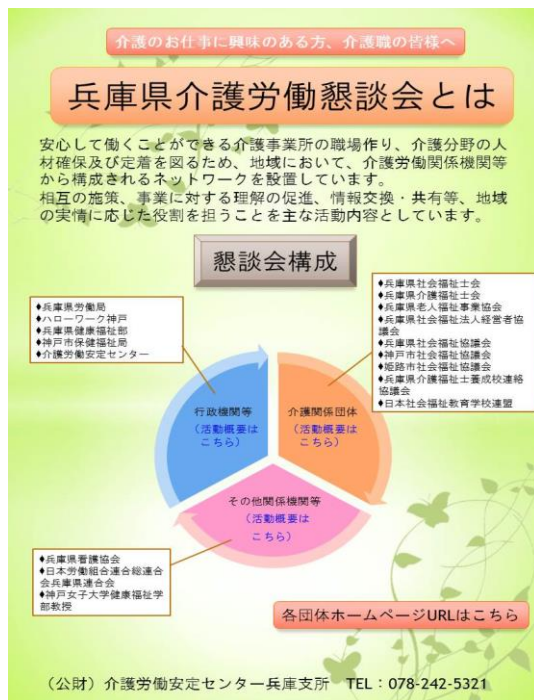 介護のお仕事に興味のある方、介護職の皆様へ
兵庫県介護労働懇談会とは
安心して働くことができる介護事業所の職場作り、介護分野の人
材確保及び定着を図るため、地域において、介護労働関係機関等
から構成されるネットワークを設置しています。
相互の施策、事業に対する理解の促進、情報交換・共有等、地域
の実情に応じた役割を担うことを主な活動内容としています。
懇談会構成
♦兵庫県労働局
♦ハローワーク神戸
♦兵庫県健康福祉部
♦神戸市保健福祉局
♦介護労働安定センター
♦兵庫県社会福祉士会
♦兵庫県介護福祉士会
♦兵庫県老人福祉事業協会
♦兵庫県社会福祉法人経営者協
議会
♦兵庫県社会福祉協議会
♦神戸市社会福祉協議会
♦姫路市社会福祉協議会
♦兵庫県介護福祉士養成校連絡
協議会
♦日本社会福祉教育学校連盟
行政機関等
（活動概要は
こちら）
介護関係団体
（活動概要は
こちら）
その他関係機関等
（活動概要は
こちら）
♦兵庫県看護協会
♦日本労働組合連合総連合
会兵庫県連合会
♦神戸女子大学健康福祉学
部教授
各団体ホームページURLはこちら
（公財）介護労働安定センター兵庫支所　TEL：078-242-5321